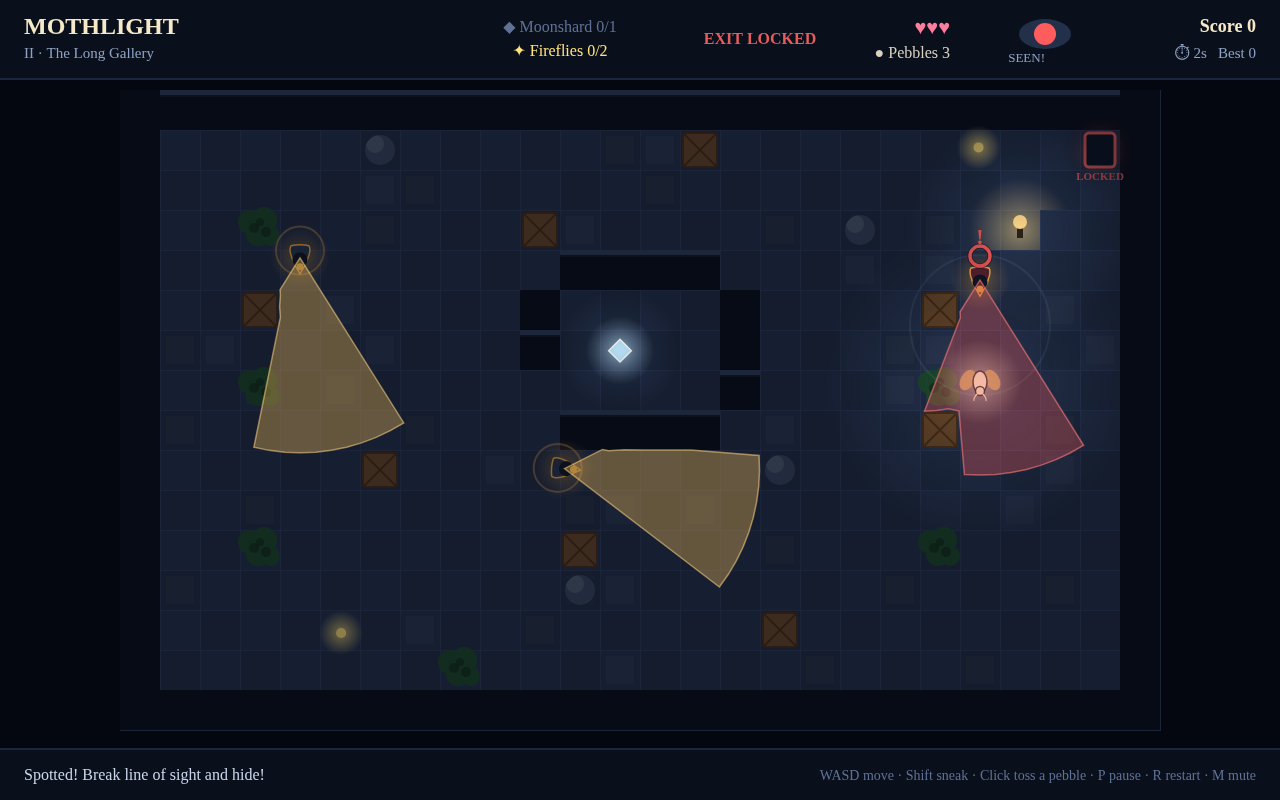 MOTHLIGHT
II · The Long Gallery
◆ Moonshard 0/1
✦ Fireflies 0/2
EXIT LOCKED
♥♥♥
● Pebbles 3
SEEN!
Score 0
⏱ 2s Best 0
LOCKED
!
Spotted! Break line of sight and hide!
WASD move · Shift sneak · Click toss a pebble · P pause · R restart · M mute